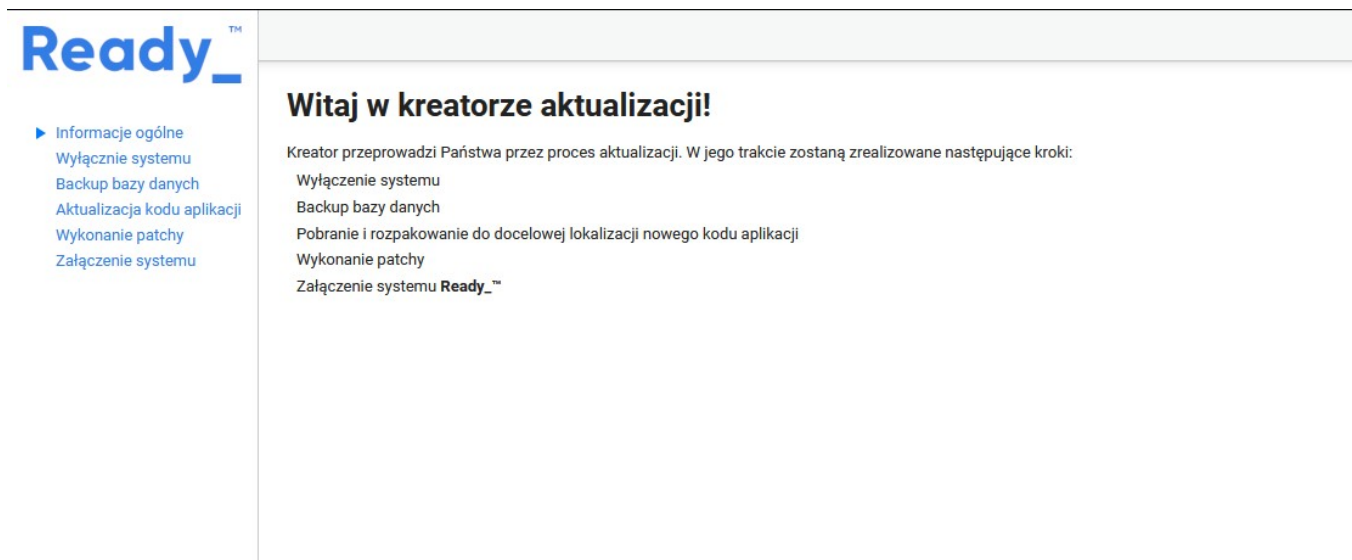 Ready_™
Informacje ogólne
Wyłącznie systemu
Backup bazy danych
Aktualizacja kodu aplikacji
Wykonanie patchy
Załączenie systemu
Witaj w kreatorze aktualizacji!
Kreator przeprowadzi Państwa przez proces aktualizacji. W jego trakcie zostaną zrealizowane następujące kroki:
Wyłączenie systemu
Backup bazy danych
Pobranie i rozpakowanie do docelowej lokalizacji nowego kodu aplikacji
Wykonanie patchy
Załączenie systemu Ready_™